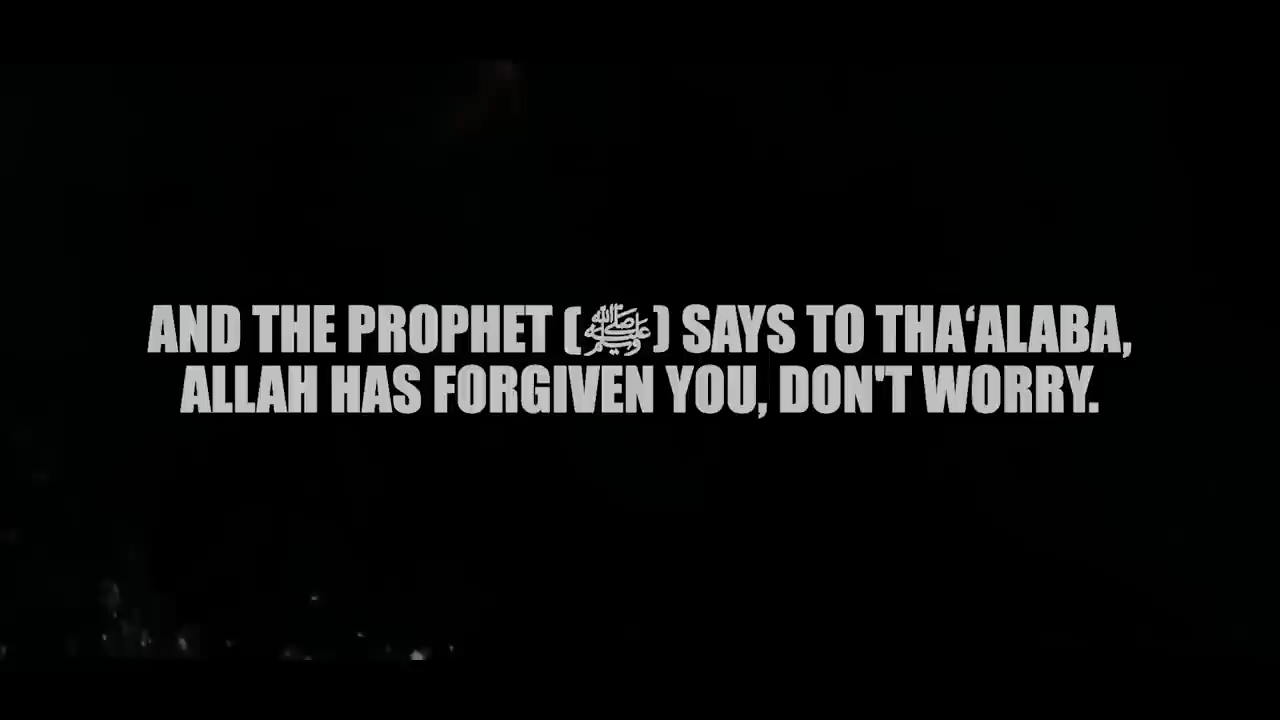 AND THE PROPHET (ﷺ) SAYS TO THA‘ALABA,
ALLAH HAS FORGIVEN YOU, DON'T WORRY.